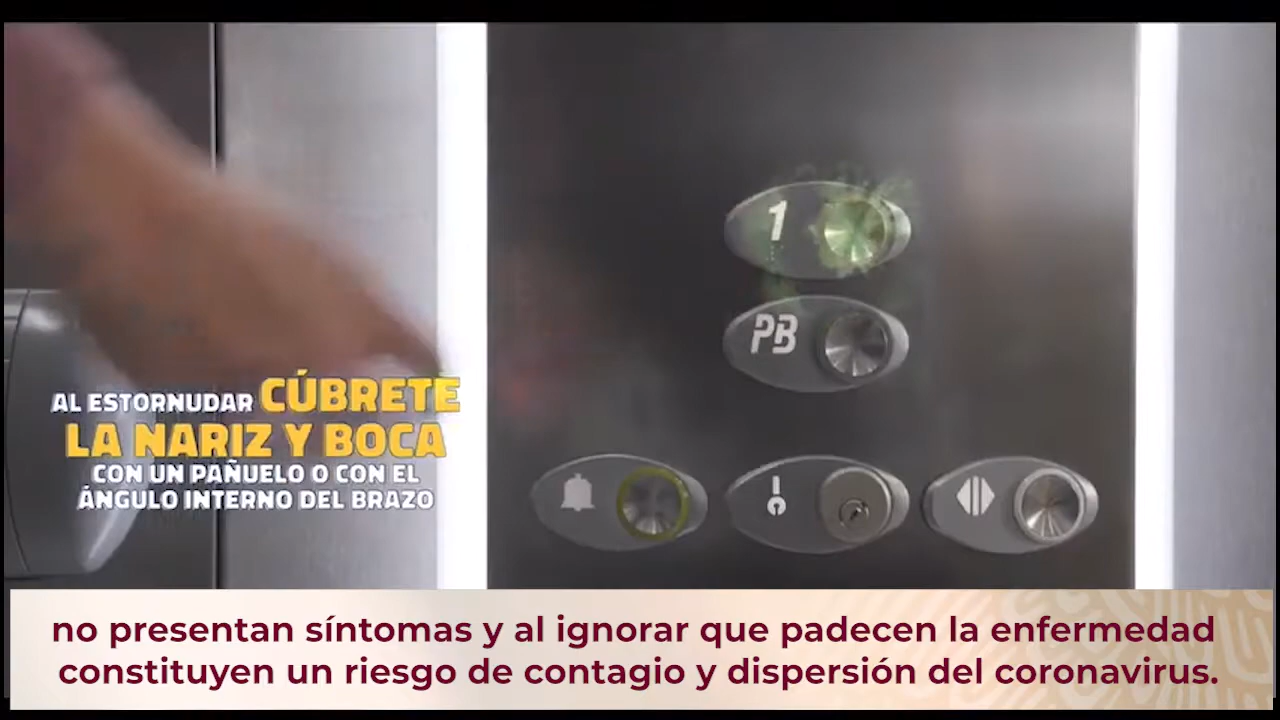 1
PB
AL ESTORNUDAR CÚBRETE
LA NARIZ Y BOCA
CON UN PAÑUELO O CON EL
ÁNGULO INTERNO DEL BRAZO
no presentan síntomas y al ignorar que padecen la enfermedad
constituyen un riesgo de contagio y dispersión del coronavirus.